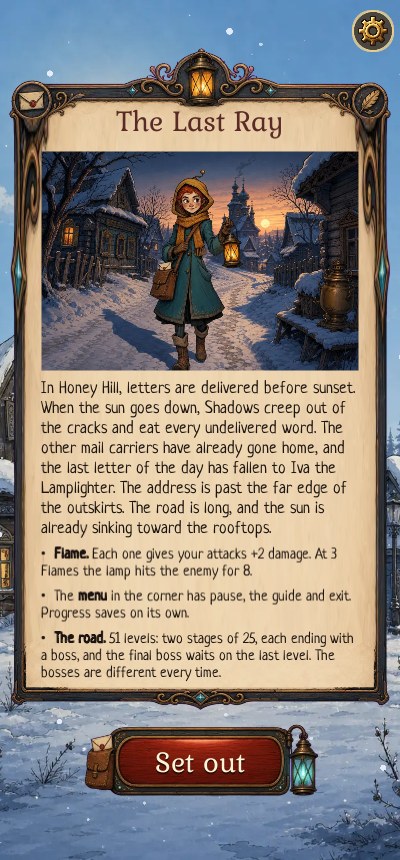 The Last Ray
In Honey Hill, letters are delivered before sunset.
When the sun goes down, Shadows creep out of
the cracks and eat every undelivered word. The
other mail carriers have already gone home, and
the last letter of the day has fallen to Iva the
Lamplighter. The address is past the far edge of
the outskirts. The road is long, and the sun is
already sinking toward the rooftops.
• Flame. Each one gives your attacks +2 damage. At 3
Flames the lamp hits the enemy for 8.
• The menu in the corner has pause, the guide and exit.
Progress saves on its own.
• The road. 51 levels: two stages of 25, each ending with
a boss, and the final boss waits on the last level. The
bosses are different every time.
Set out